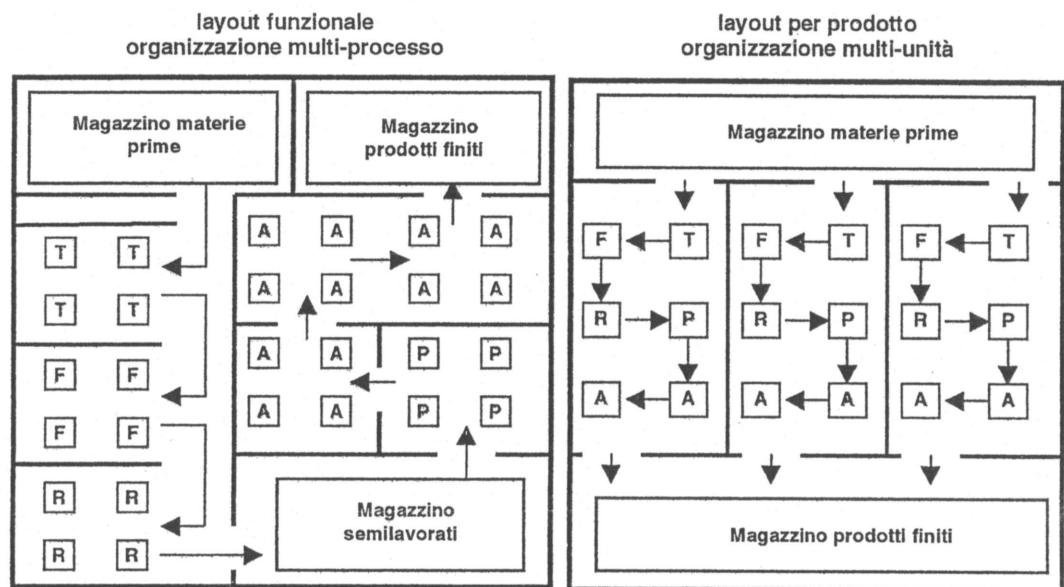 layout funzionale
organizzazione multi-processo
Magazzino materie
prime
Magazzino
prodotti finiti
T T
T T
F F
F F
R R
R R
A A A A
A A A A
A A P P
A A P P
Magazzino
semilavorati
layout per prodotto
organizzazione multi-unità
Magazzino materie prime
F T F T F T
R P R P R P
A A A A A A
Magazzino prodotti finiti